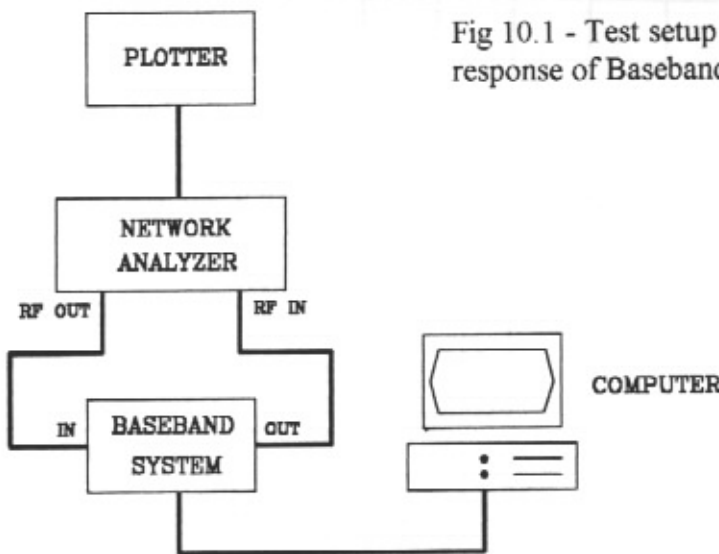 Fig 10.1 - Test setup
response of Baseband
PLOTTER
NETWORK
ANALYZER
RF OUT
RF IN
COMPUTER
IN
BASEBAND
SYSTEM
OUT